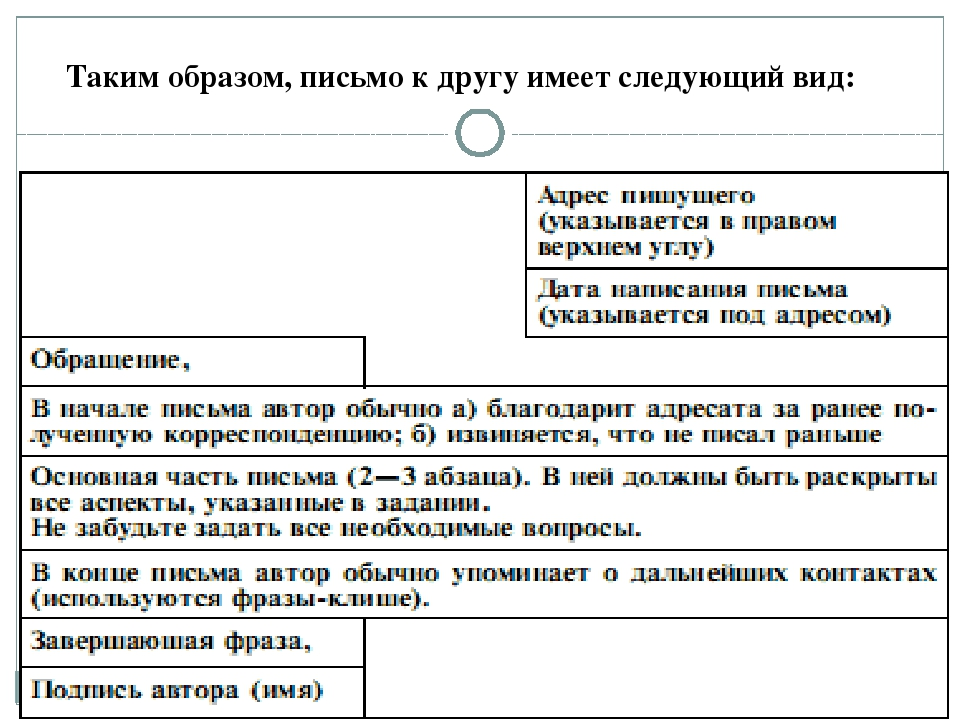 Таким образом, письмо к другу имеет следующий вид:
Адрес пишущего
(указывается в правом
верхнем углу)
Дата написания письма
(указывается под адресом)
Обращение,
В начале письма автор обычно а) благодарит адресата за ранее по-
лученную корреспонденцию; б) извиняется, что не писал раньше
Основная часть письма (2—3 абзаца). В ней должны быть раскрыты
все аспекты, указанные в задании.
Не забудьте задать все необходимые вопросы.
В конце письма автор обычно упоминает о дальнейших контактах
(используются фразы-клише).
Завершающая фраза,
Подпись автора (имя)